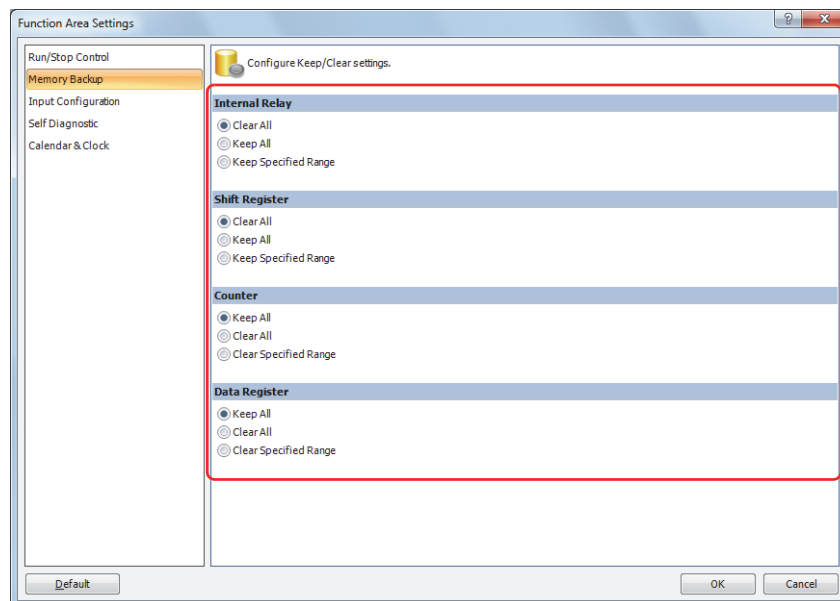 Function Area Settings
Run/Stop Control
Memory Backup
Input Configuration
Self Diagnostic
Calendar & Clock
Configure Keep/Clear settings.
Internal Relay
Clear All
Keep All
Keep Specified Range
Shift Register
Clear All
Keep All
Keep Specified Range
Counter
Keep All
Clear All
Clear Specified Range
Data Register
Keep All
Clear All
Clear Specified Range
Default
OK
Cancel